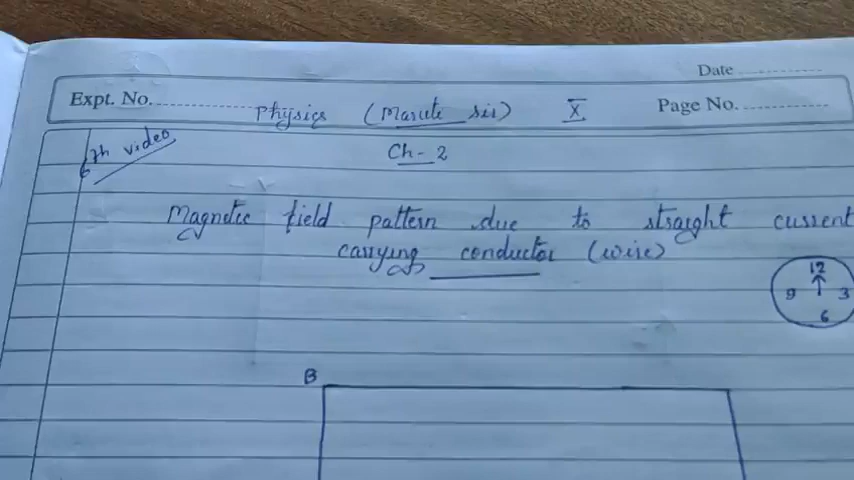 Date
Expt. No. Physics (Marute sir) X Page No.
6th video
Ch-2
Magnetic field pattern due to straight current
carrying conductor (wire)
12
9 3
6
B